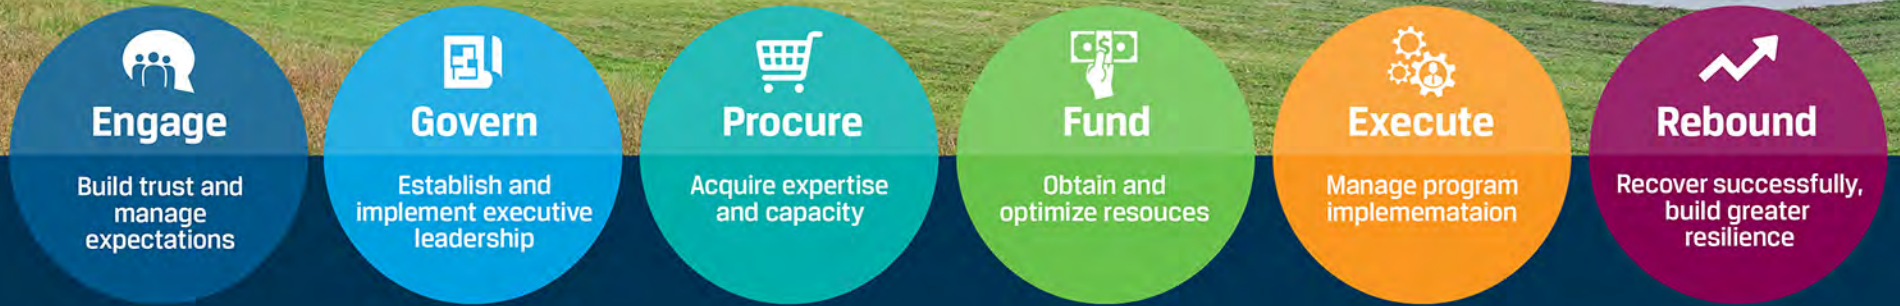 Engage
Build trust and
manage
expectations
Govern
Establish and
implement executive
leadership
Procure
Acquire expertise
and capacity
Fund
Obtain and
optimize resouces
Execute
Manage program
implememataion
Rebound
Recover successfully,
build greater
resilience